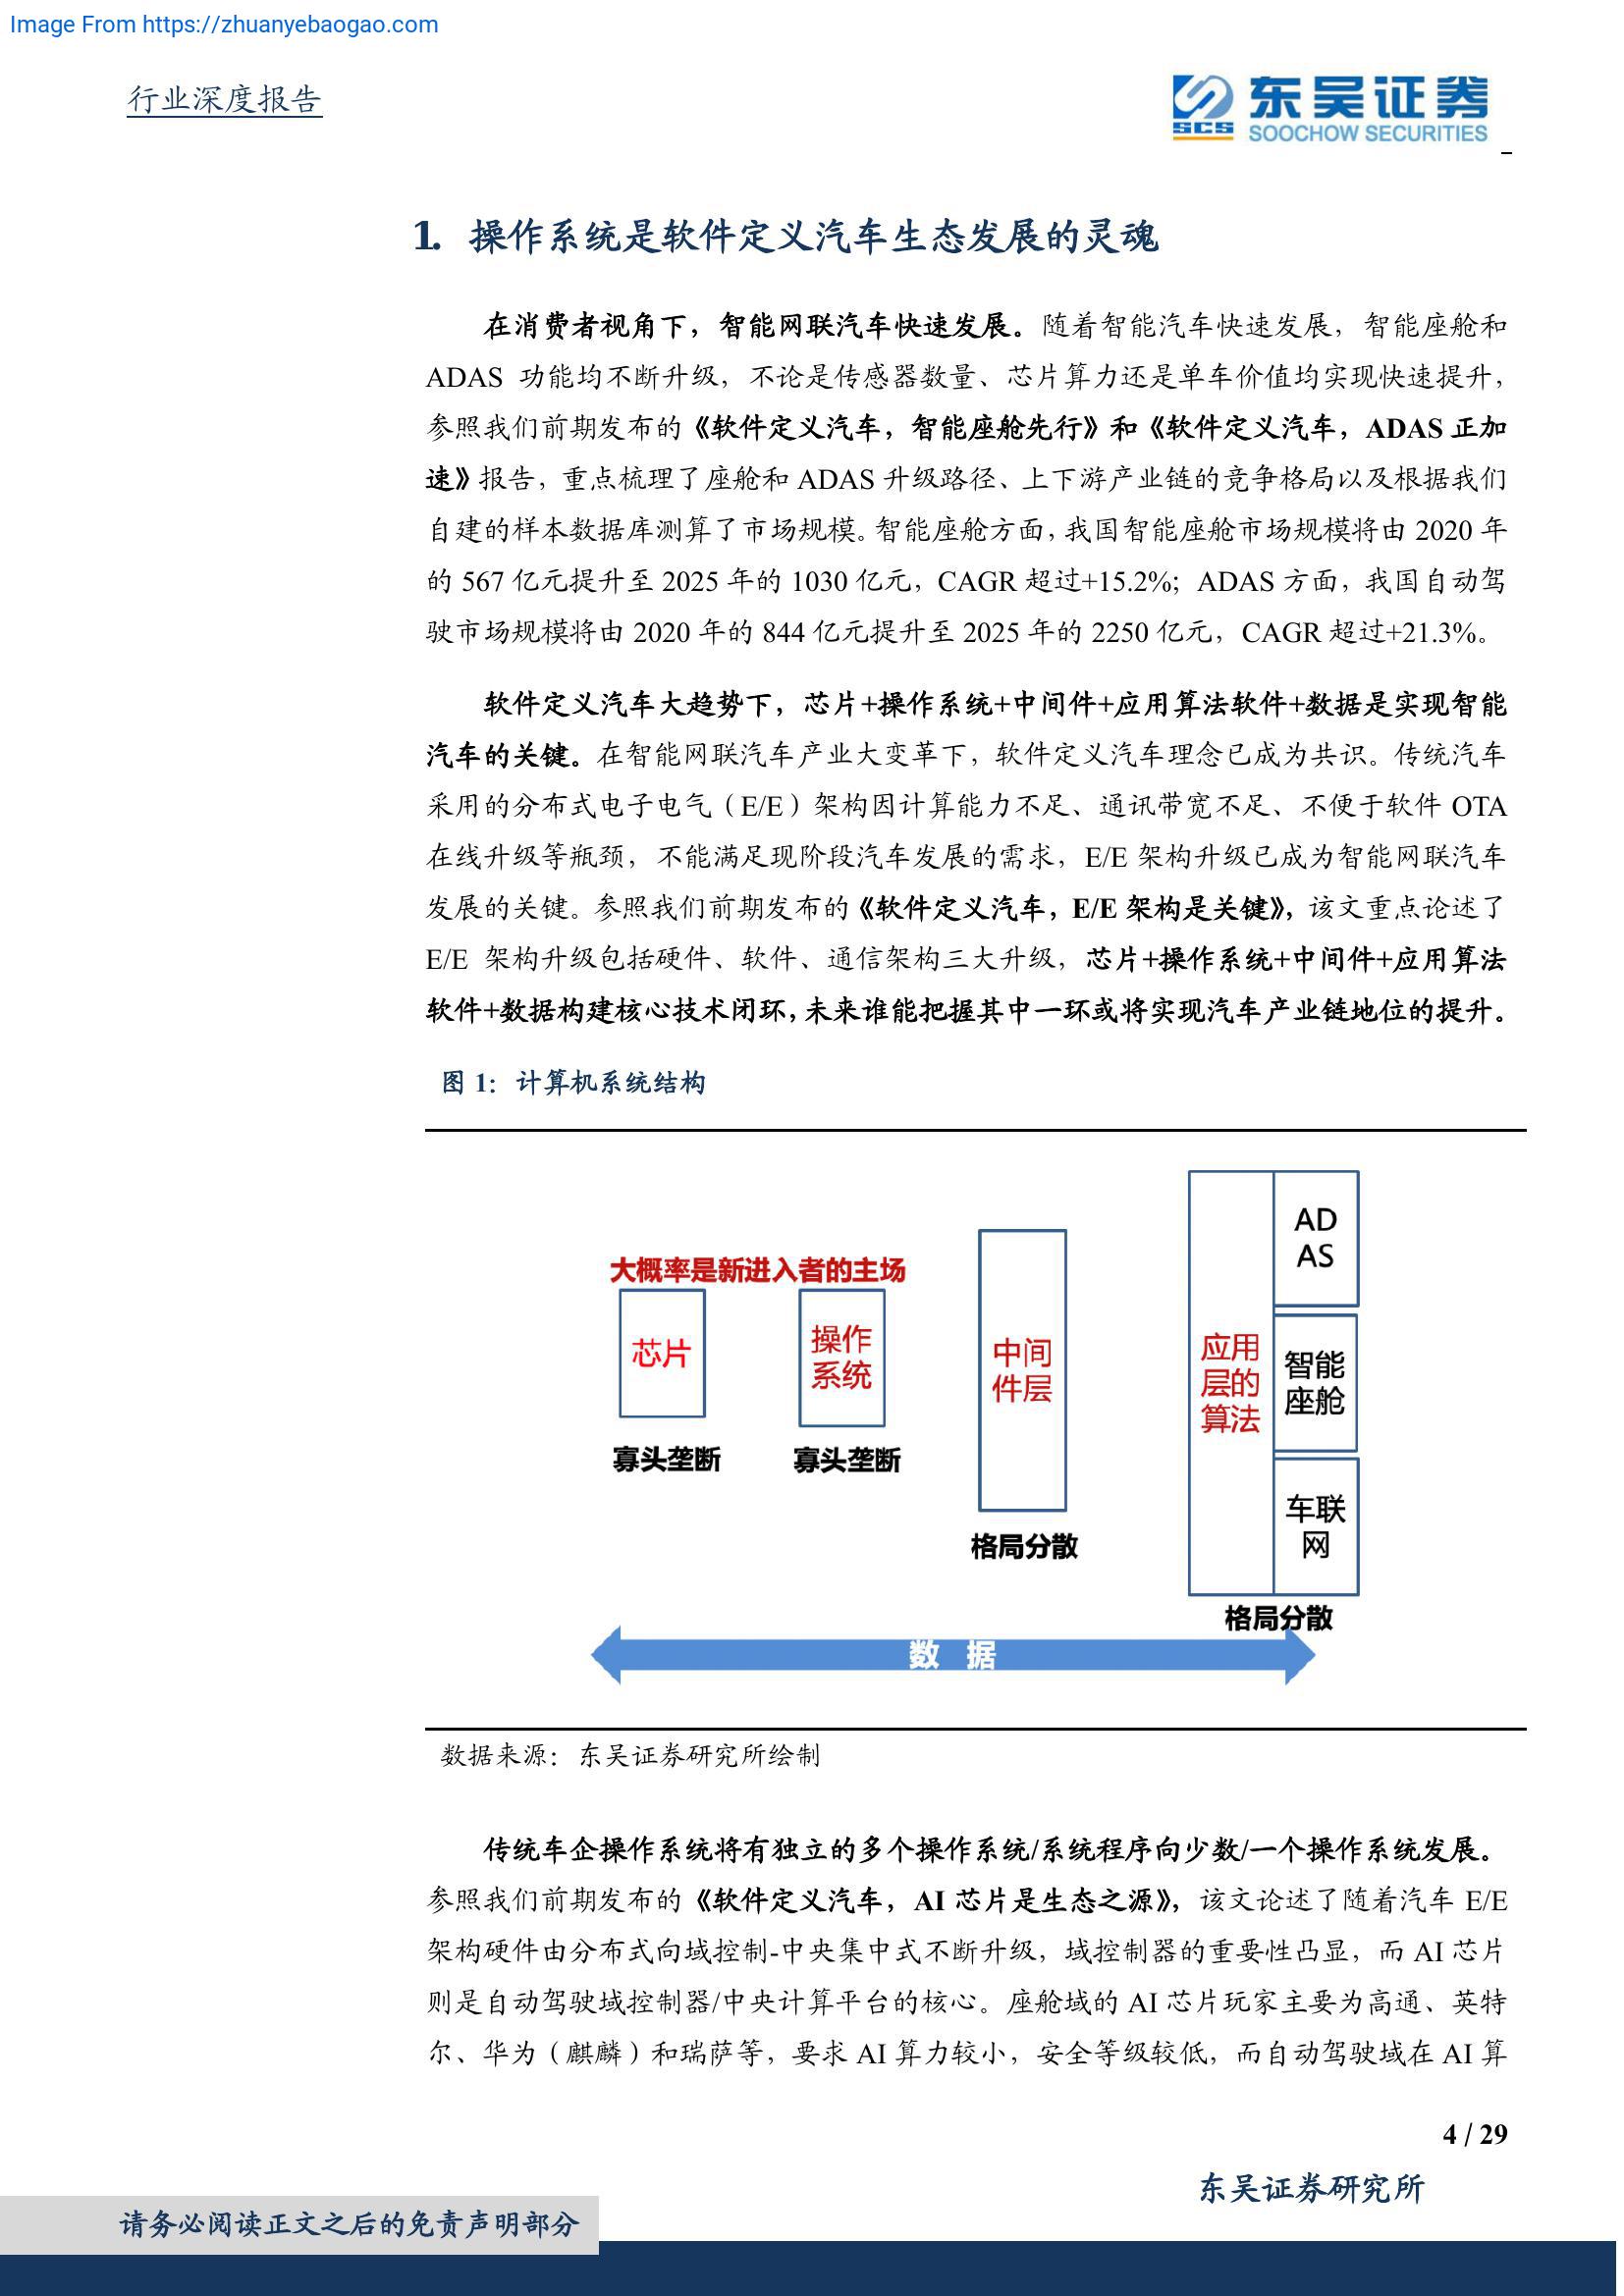 Image From https://zhuanyebaogao.com
行业深度报告
SCS
东吴证券
SOOCHOW SECURITIES
1. 操作系统是软件定义汽车生态发展的灵魂
在消费者视角下，智能网联汽车快速发展。随着智能汽车快速发展，智能座舱和
ADAS 功能均不断升级，不论是传感器数量、芯片算力还是单车价值均实现快速提升，
参照我们前期发布的《软件定义汽车，智能座舱先行》和《软件定义汽车，ADAS 正加
速》报告，重点梳理了座舱和 ADAS 升级路径、上下游产业链的竞争格局以及根据我们
自建的样本数据库测算了市场规模。智能座舱方面，我国智能座舱市场规模将由 2020 年
的 567 亿元提升至 2025 年的 1030 亿元，CAGR 超过+15.2%；ADAS 方面，我国自动驾
驶市场规模将由 2020 年的 844 亿元提升至 2025 年的 2250 亿元，CAGR 超过+21.3%。
软件定义汽车大趋势下，芯片+操作系统+中间件+应用算法软件+数据是实现智能
汽车的关键。在智能网联汽车产业大变革下，软件定义汽车理念已成为共识。传统汽车
采用的分布式电子电气（E/E）架构因计算能力不足、通讯带宽不足、不便于软件 OTA
在线升级等瓶颈，不能满足现阶段汽车发展的需求，E/E 架构升级已成为智能网联汽车
发展的关键。参照我们前期发布的《软件定义汽车，E/E 架构是关键》，该文重点论述了
E/E 架构升级包括硬件、软件、通信架构三大升级，芯片+操作系统+中间件+应用算法
软件+数据构建核心技术闭环，未来谁能把握其中一环或将实现汽车产业链地位的提升。
图 1：计算机系统结构
大概率是新进入者的主场
芯片
寡头垄断
操作
系统
寡头垄断
中间
件层
格局分散
应用
层的
算法
AD
AS
智能
座舱
车联
网
格局分散
数 据
数据来源：东吴证券研究所绘制
传统车企操作系统将有独立的多个操作系统/系统程序向少数/一个操作系统发展。
参照我们前期发布的《软件定义汽车，AI 芯片是生态之源》，该文论述了随着汽车 E/E
架构硬件由分布式向域控制-中央集中式不断升级，域控制器的重要性凸显，而 AI 芯片
则是自动驾驶域控制器/中央计算平台的核心。座舱域的 AI 芯片玩家主要为高通、英特
尔、华为（麒麟）和瑞萨等，要求 AI 算力较小，安全等级较低，而自动驾驶域在 AI 算
4 / 29
东吴证券研究所
请务必阅读正文之后的免责声明部分